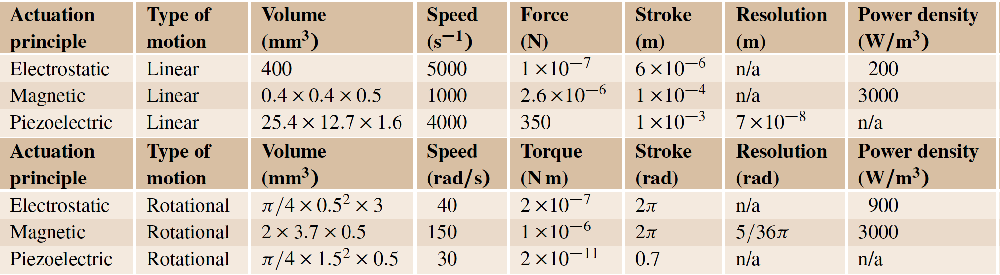 Actuation principle Type of motion Volume (mm³) Speed (s⁻¹) Force (N) Stroke (m) Resolution (m) Power density (W/m³)
Electrostatic Linear 400 5000 1 ×10⁻⁷ 6 ×10⁻⁶ n/a 200
Magnetic Linear 0.4 × 0.4 × 0.5 1000 2.6 ×10⁻⁶ 1 ×10⁻⁴ n/a 3000
Piezoelectric Linear 25.4 × 12.7 × 1.6 4000 350 1 ×10⁻³ 7 ×10⁻⁸ n/a
Actuation principle Type of motion Volume (mm³) Speed (rad/s) Torque (N m) Stroke (rad) Resolution (rad) Power density (W/m³)
Electrostatic Rotational π/4 × 0.5² × 3 40 2 ×10⁻⁷ 2π n/a 900
Magnetic Rotational 2 × 3.7 × 0.5 150 1 ×10⁻⁶ 2π 5/36π 3000
Piezoelectric Rotational π/4 × 1.5² × 0.5 30 2 ×10⁻¹¹ 0.7 n/a n/a